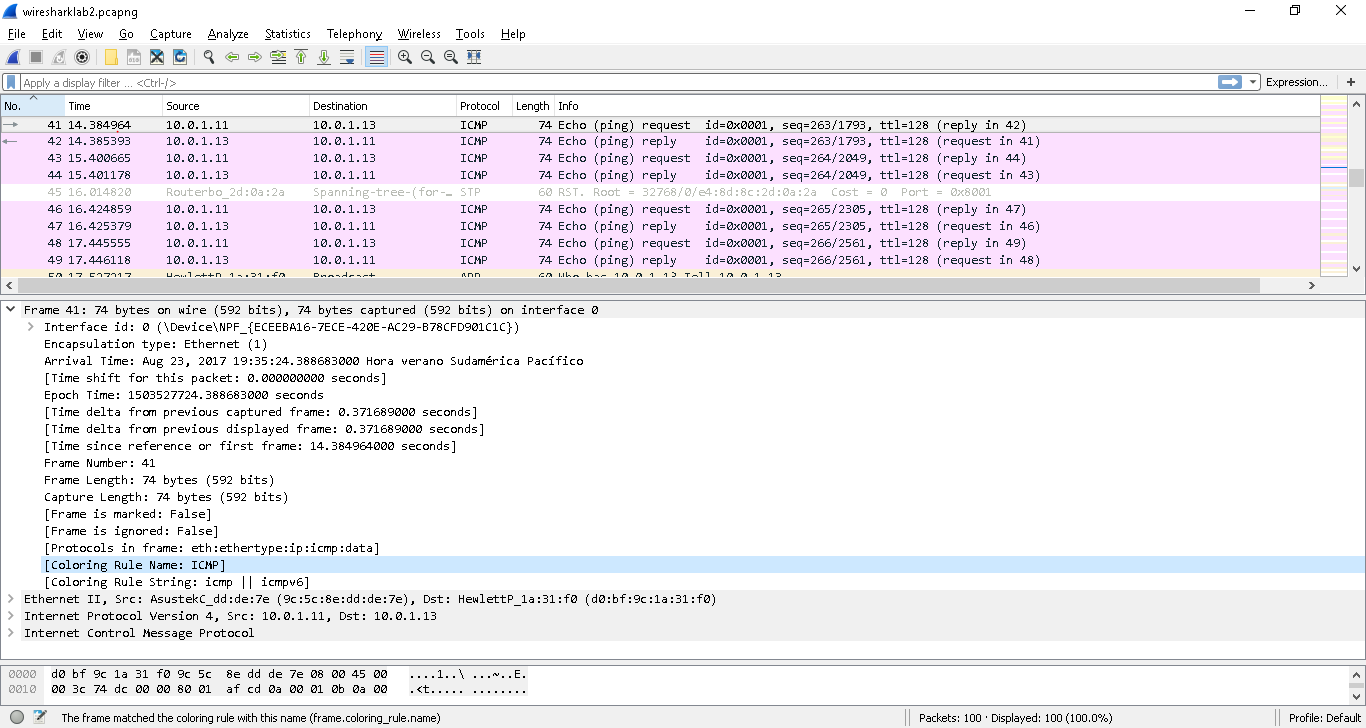 wiresharklab2.pcapng
File Edit View Go Capture Analyze Statistics Telephony Wireless Tools Help
Apply a display filter ... <Ctrl-/> Expression... +
No. Time Source Destination Protocol Length Info
41 14.384964 10.0.1.11 10.0.1.13 ICMP 74 Echo (ping) request id=0x0001, seq=263/1793, ttl=128 (reply in 42)
42 14.385393 10.0.1.13 10.0.1.11 ICMP 74 Echo (ping) reply id=0x0001, seq=263/1793, ttl=128 (request in 41)
43 15.400665 10.0.1.11 10.0.1.13 ICMP 74 Echo (ping) request id=0x0001, seq=264/2049, ttl=128 (reply in 44)
44 15.401178 10.0.1.13 10.0.1.11 ICMP 74 Echo (ping) reply id=0x0001, seq=264/2049, ttl=128 (request in 43)
45 16.014820 Routerbo_2d:0a:2a Spanning-tree-(for-… STP 60 RST. Root = 32768/0/e4:8d:8c:2d:0a:2a Cost = 0 Port = 0x8001
46 16.424859 10.0.1.11 10.0.1.13 ICMP 74 Echo (ping) request id=0x0001, seq=265/2305, ttl=128 (reply in 47)
47 16.425379 10.0.1.13 10.0.1.11 ICMP 74 Echo (ping) reply id=0x0001, seq=265/2305, ttl=128 (request in 46)
48 17.445555 10.0.1.11 10.0.1.13 ICMP 74 Echo (ping) request id=0x0001, seq=266/2561, ttl=128 (reply in 49)
49 17.446118 10.0.1.13 10.0.1.11 ICMP 74 Echo (ping) reply id=0x0001, seq=266/2561, ttl=128 (request in 48)
50 17.527217 HewlettP_1a:31:f0 Broadcast ARP 60 Who has 10.0.1.1? Tell 10.0.1.13
Frame 41: 74 bytes on wire (592 bits), 74 bytes captured (592 bits) on interface 0
Interface id: 0 (\Device\NPF_{ECEEBA16-7ECE-420E-AC29-B78CFD901C1C})
Encapsulation type: Ethernet (1)
Arrival Time: Aug 23, 2017 19:35:24.388683000 Hora verano Sudamérica Pacífico
[Time shift for this packet: 0.000000000 seconds]
Epoch Time: 1503527724.388683000 seconds
[Time delta from previous captured frame: 0.371689000 seconds]
[Time delta from previous displayed frame: 0.371689000 seconds]
[Time since reference or first frame: 14.384964000 seconds]
Frame Number: 41
Frame Length: 74 bytes (592 bits)
Capture Length: 74 bytes (592 bits)
[Frame is marked: False]
[Frame is ignored: False]
[Protocols in frame: eth:ethertype:ip:icmp:data]
[Coloring Rule Name: ICMP]
[Coloring Rule String: icmp || icmpv6]
Ethernet II, Src: AsustekC_dd:de:7e (9c:5c:8e:dd:de:7e), Dst: HewlettP_1a:31:f0 (d0:bf:9c:1a:31:f0)
Internet Protocol Version 4, Src: 10.0.1.11, Dst: 10.0.1.13
Internet Control Message Protocol
0000 d0 bf 9c 1a 31 f0 9c 5c 8e dd de 7e 08 00 45 00 ....1..\ ...~..E.
0010 00 3c 74 dc 00 00 80 01 af cd 0a 00 01 0b 0a 00 .<t..... ........
The frame matched the coloring rule with this name (frame.coloring_rule.name) Packets: 100 · Displayed: 100 (100.0%) Profile: Default